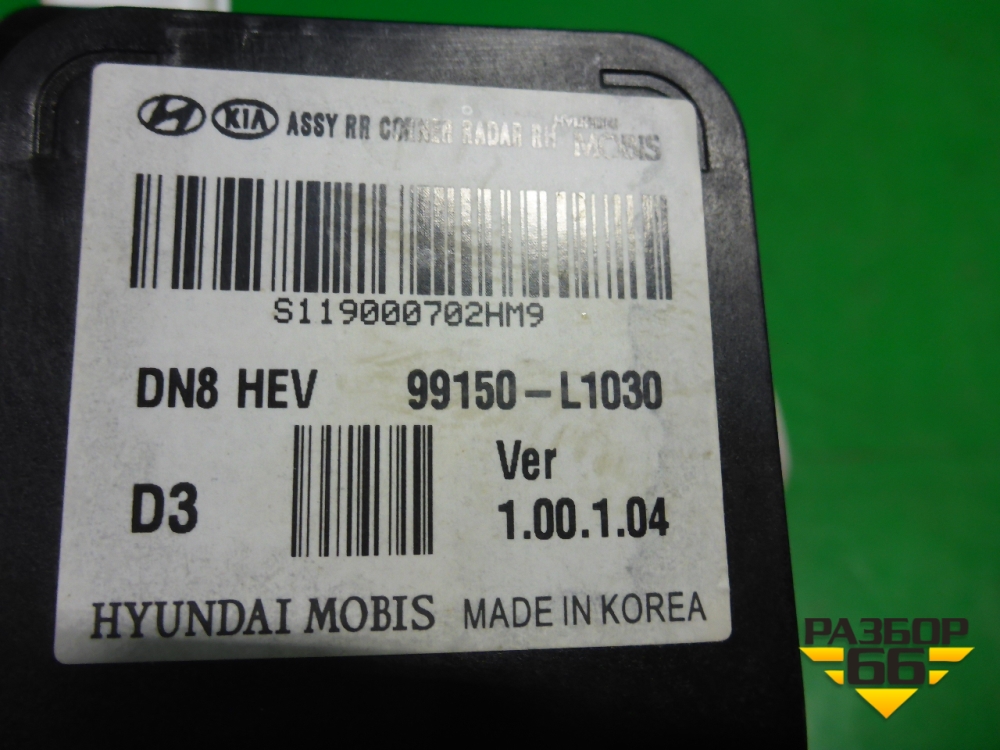 KIA ASSY RR CORNER RADAR RH HYUNDAI MOBIS
S119000702HM9
DN8 HEV 99150-L1030
D3
Ver
1.00.1.04
HYUNDAI MOBIS MADE IN KOREA
РАЗБОР
66